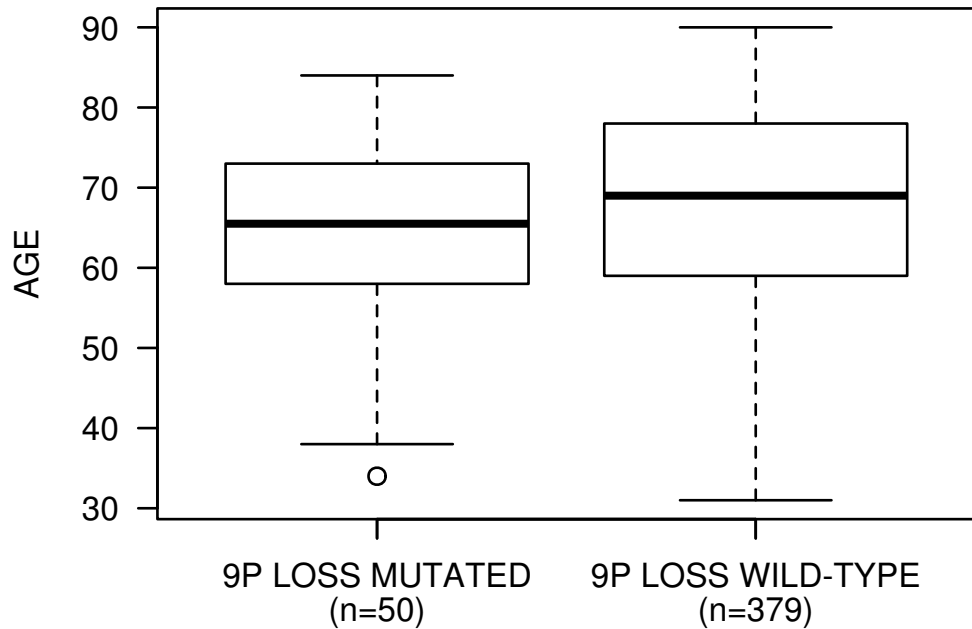 90
80
70
60
50
40
30
AGE
9P LOSS MUTATED
(n=50)
9P LOSS WILD-TYPE
(n=379)